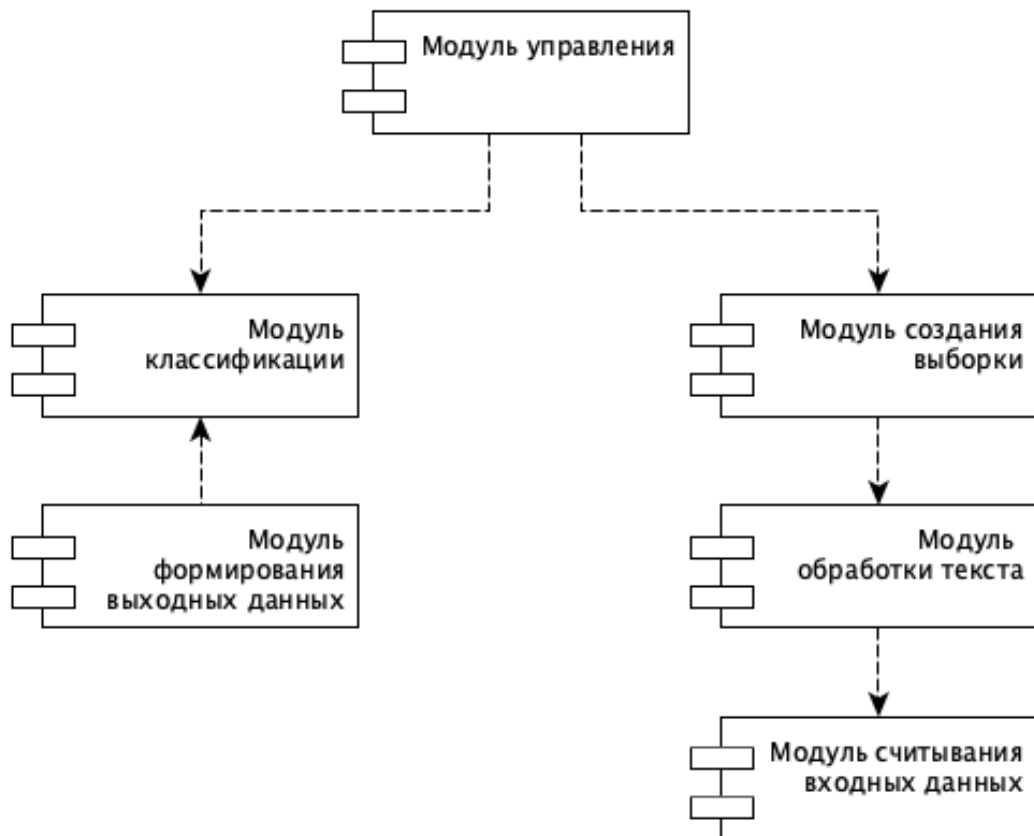 Модуль управления
Модуль
классификации
Модуль создания
выборки
Модуль
формирования
выходных данных
Модуль
обработки текста
Модуль считывания
входных данных